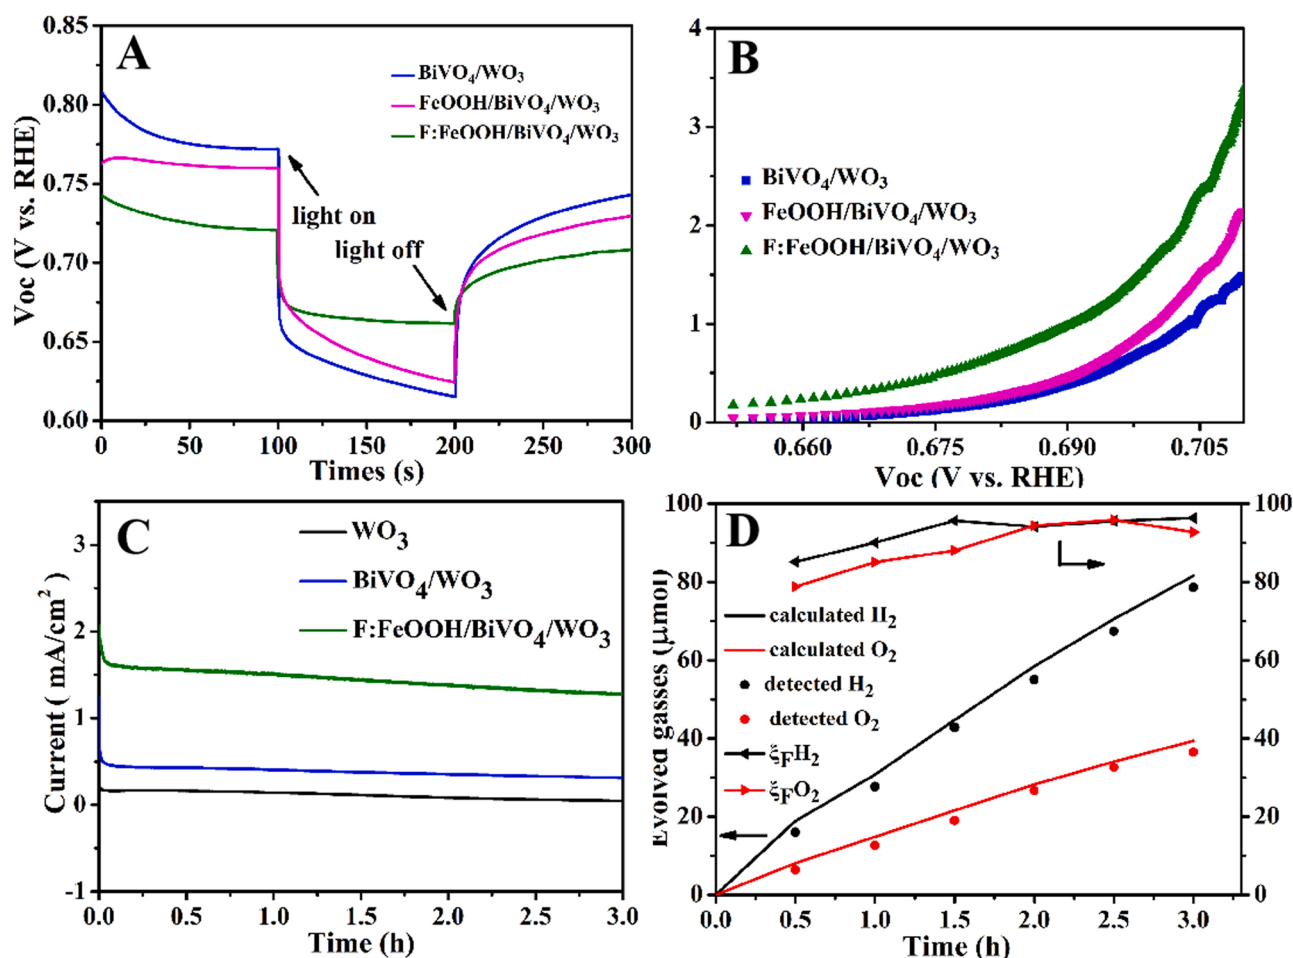 A
Voc (V vs. RHE)
0.85
0.80
0.75
0.70
0.65
0.60
BiVO4/WO3
FeOOH/BiVO4/WO3
F:FeOOH/BiVO4/WO3
light on
light off
0 50 100 150 200 250 300
Times (s)
B
4
3
2
1
0
BiVO4/WO3
FeOOH/BiVO4/WO3
F:FeOOH/BiVO4/WO3
0.660 0.675 0.690 0.705
Voc (V vs. RHE)
C
Current ( mA/cm2 )
3
2
1
0
-1
WO3
BiVO4/WO3
F:FeOOH/BiVO4/WO3
0.0 0.5 1.0 1.5 2.0 2.5 3.0
Time (h)
D
Evolved gasses (μmol)
100
80
60
40
20
0
calculated H2
calculated O2
detected H2
detected O2
ξFH2
ξFO2
100
80
60
40
20
0
0.0 0.5 1.0 1.5 2.0 2.5 3.0
Time (h)